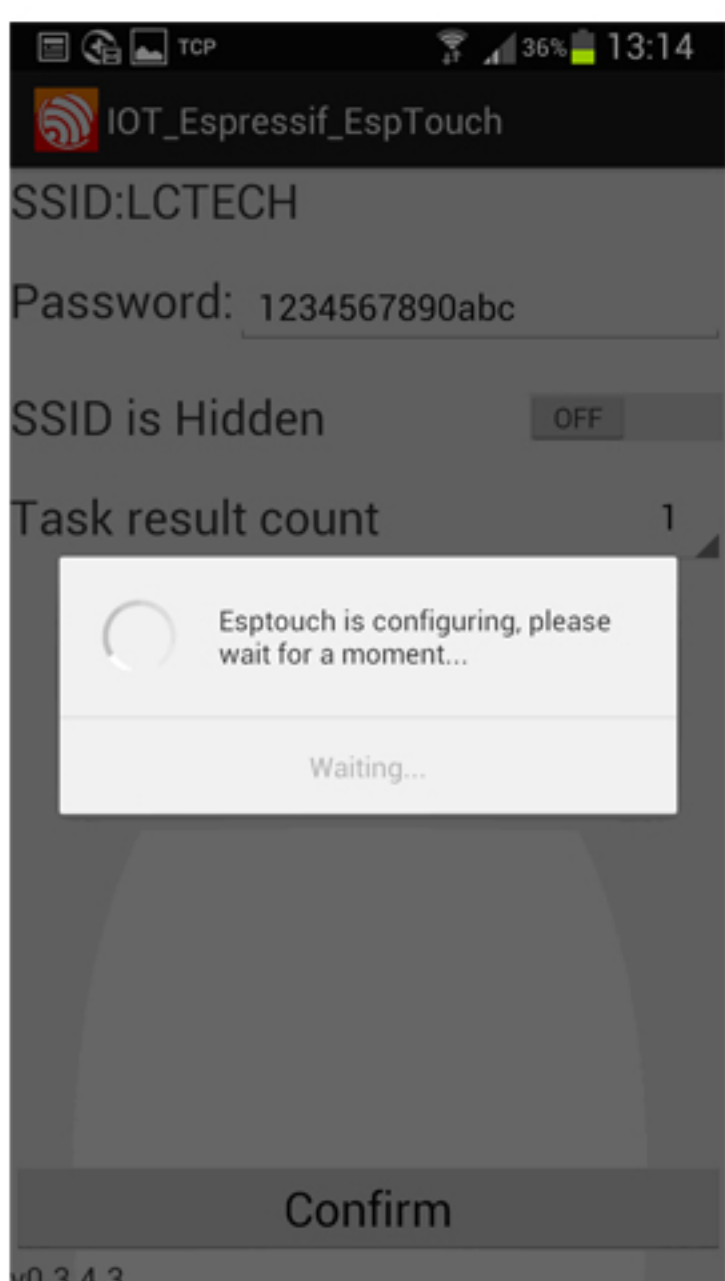 TCP 36% 13:14
IOT_Espressif_EspTouch
SSID:LCTECH
Password: 1234567890abc
SSID is Hidden OFF
Task result count 1
Esptouch is configuring, please
wait for a moment...
Waiting...
Confirm
v0.3.4.3